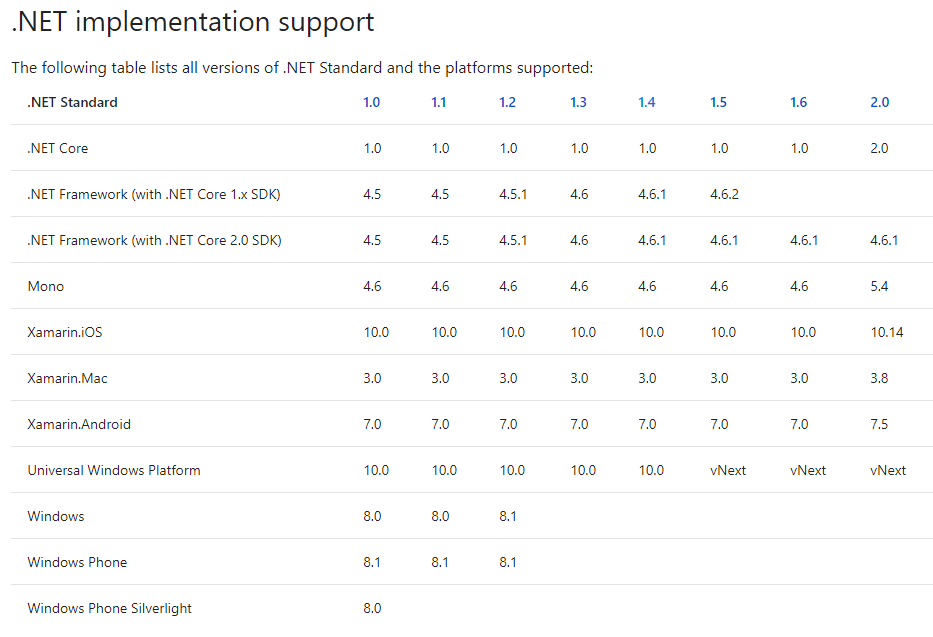 .NET implementation support
The following table lists all versions of .NET Standard and the platforms supported:
.NET Standard 1.0 1.1 1.2 1.3 1.4 1.5 1.6 2.0
.NET Core 1.0 1.0 1.0 1.0 1.0 1.0 1.0 2.0
.NET Framework (with .NET Core 1.x SDK) 4.5 4.5 4.5.1 4.6 4.6.1 4.6.2
.NET Framework (with .NET Core 2.0 SDK) 4.5 4.5 4.5.1 4.6 4.6.1 4.6.1 4.6.1 4.6.1
Mono 4.6 4.6 4.6 4.6 4.6 4.6 4.6 5.4
Xamarin.iOS 10.0 10.0 10.0 10.0 10.0 10.0 10.0 10.14
Xamarin.Mac 3.0 3.0 3.0 3.0 3.0 3.0 3.0 3.8
Xamarin.Android 7.0 7.0 7.0 7.0 7.0 7.0 7.0 7.5
Universal Windows Platform 10.0 10.0 10.0 10.0 10.0 vNext vNext vNext
Windows 8.0 8.0 8.1
Windows Phone 8.1 8.1 8.1
Windows Phone Silverlight 8.0